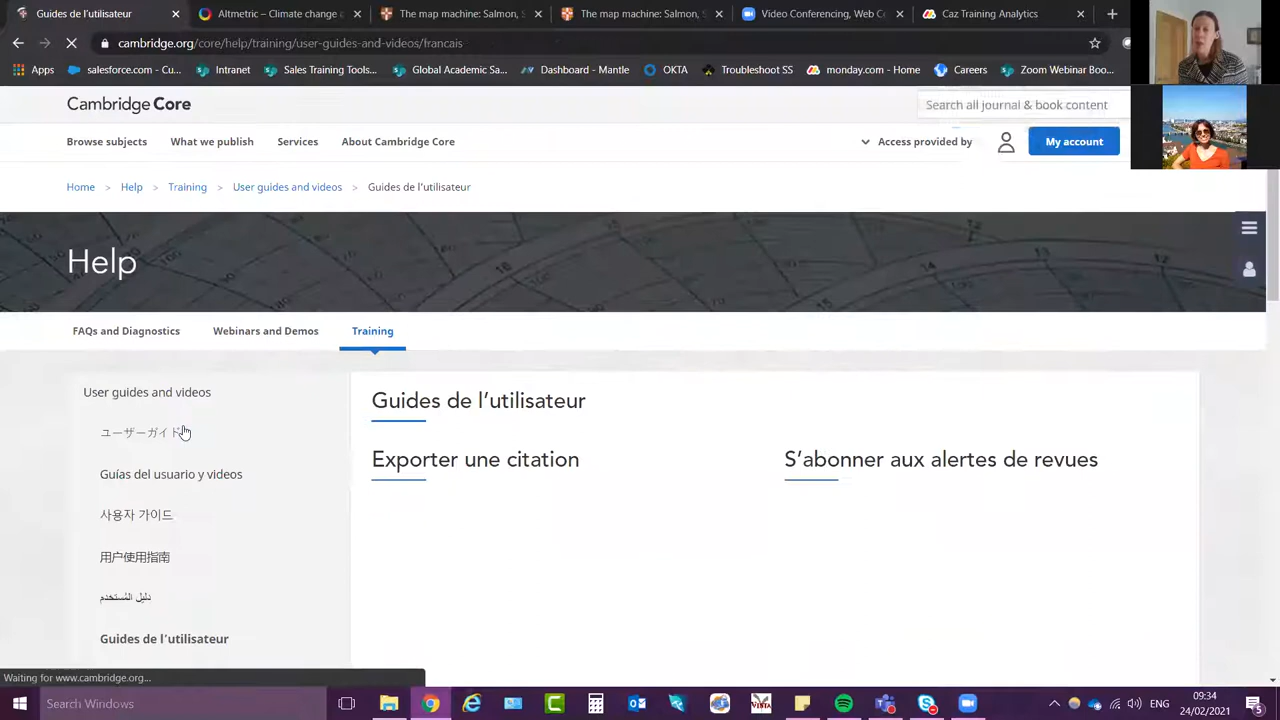 Guides de l'utilisateur
Altmetric – Climate change
The map machine: Salmon, S
The map machine: Salmon, S
Video Conferencing, Web C
Caz Training Analytics
cambridge.org/core/help/training/user-guides-and-videos/francais
Apps
salesforce.com - Cu...
Intranet
Sales Training Tools...
Global Academic Sa...
Dashboard - Mantle
OKTA
Troubleshoot SS
monday.com - Home
Careers
Zoom Webinar Boo...
Cambridge Core
Search all journal & book content
Browse subjects
What we publish
Services
About Cambridge Core
Access provided by
My account
Home > Help > Training > User guides and videos > Guides de l'utilisateur
Help
FAQs and Diagnostics
Webinars and Demos
Training
User guides and videos
ユーザーガイド
Guías del usuario y videos
사용자 가이드
用户使用指南
دليل المُستخدم
Guides de l'utilisateur
Guides de l’utilisateur
Exporter une citation
S’abonner aux alertes de revues
Waiting for www.cambridge.org...
Search Windows
ENG
09:34
24/02/2021
5